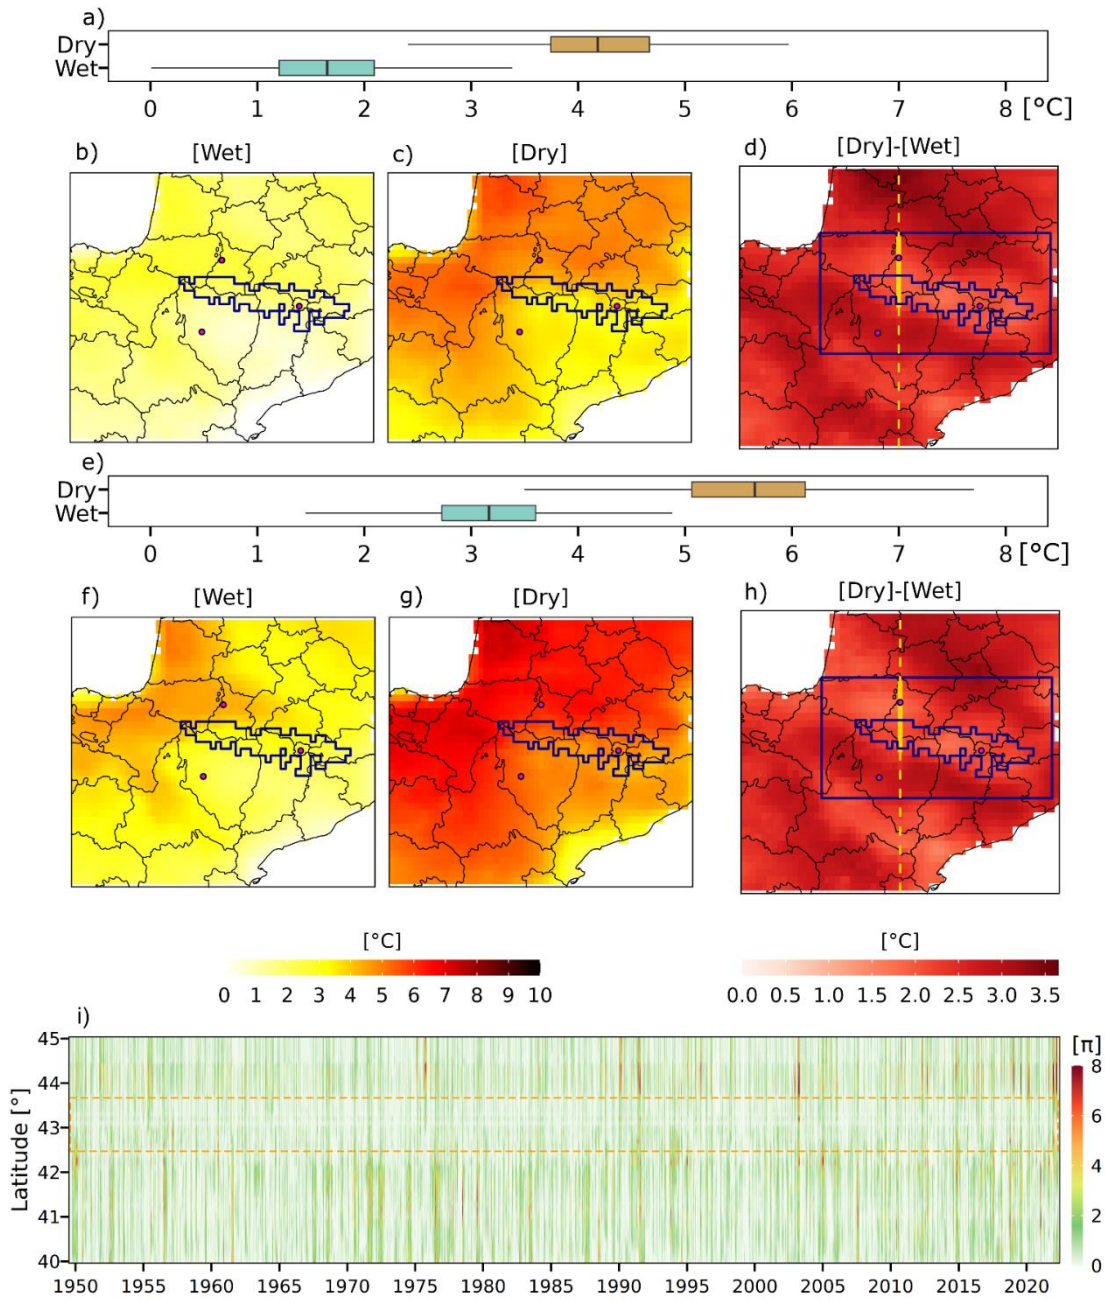 a)
Dry
Wet
0 1 2 3 4 5 6 7 8 [°C]
b) [Wet] c) [Dry] d) [Dry]-[Wet]
e)
Dry
Wet
0 1 2 3 4 5 6 7 8 [°C]
f) [Wet] g) [Dry] h) [Dry]-[Wet]
[°C] [°C]
0 1 2 3 4 5 6 7 8 9 10 0.0 0.5 1.0 1.5 2.0 2.5 3.0 3.5
i)
[π]
Latitude [°]
45
44
43
42
41
40
8
6
4
2
0
1950 1955 1960 1965 1970 1975 1980 1985 1990 1995 2000 2005 2010 2015 2020